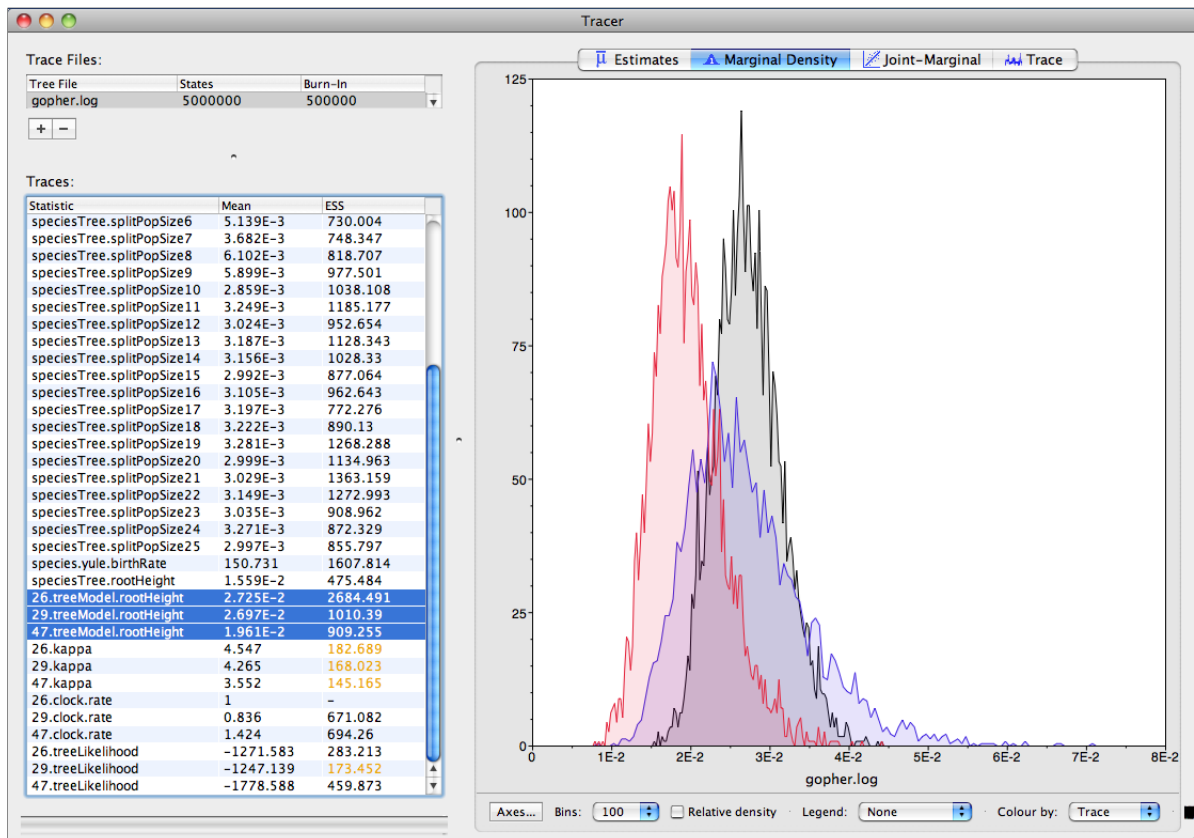 Tracer
Trace Files:
Tree File States Burn-In
gopher.log 5000000 500000
+ −
Traces:
Statistic Mean ESS
speciesTree.splitPopSize6 5.139E-3 730.004
speciesTree.splitPopSize7 3.682E-3 748.347
speciesTree.splitPopSize8 6.102E-3 818.707
speciesTree.splitPopSize9 5.899E-3 977.501
speciesTree.splitPopSize10 2.859E-3 1038.108
speciesTree.splitPopSize11 3.249E-3 1185.177
speciesTree.splitPopSize12 3.024E-3 952.654
speciesTree.splitPopSize13 3.187E-3 1128.343
speciesTree.splitPopSize14 3.156E-3 1028.33
speciesTree.splitPopSize15 2.992E-3 877.064
speciesTree.splitPopSize16 3.105E-3 962.643
speciesTree.splitPopSize17 3.197E-3 772.276
speciesTree.splitPopSize18 3.222E-3 890.13
speciesTree.splitPopSize19 3.281E-3 1268.288
speciesTree.splitPopSize20 2.999E-3 1134.963
speciesTree.splitPopSize21 3.029E-3 1363.159
speciesTree.splitPopSize22 3.149E-3 1272.993
speciesTree.splitPopSize23 3.035E-3 908.962
speciesTree.splitPopSize24 3.271E-3 872.329
speciesTree.splitPopSize25 2.997E-3 855.797
species.yule.birthRate 150.731 1607.814
speciesTree.rootHeight 1.559E-2 475.484
26.treeModel.rootHeight 2.725E-2 2684.491
29.treeModel.rootHeight 2.697E-2 1010.39
47.treeModel.rootHeight 1.961E-2 909.255
26.kappa 4.547 182.689
29.kappa 4.265 168.023
47.kappa 3.552 145.165
26.clock.rate 1 -
29.clock.rate 0.836 671.082
47.clock.rate 1.424 694.26
26.treeLikelihood -1271.583 283.213
29.treeLikelihood -1247.139 173.452
47.treeLikelihood -1778.588 459.873
μ Estimates Marginal Density Joint-Marginal Trace
125
100
75
50
25
0
0 1E-2 2E-2 3E-2 4E-2 5E-2 6E-2 7E-2 8E-2
gopher.log
Axes... Bins: 100 Relative density Legend: None Colour by: Trace